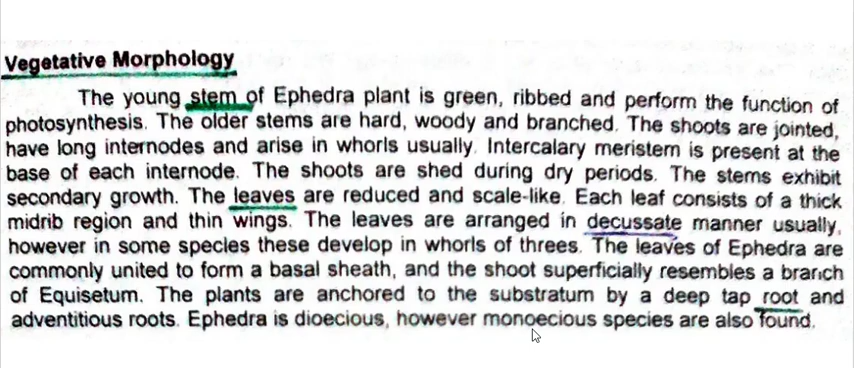 Vegetative Morphology
The young stem of Ephedra plant is green, ribbed and perform the function of
photosynthesis. The older stems are hard, woody and branched. The shoots are jointed,
have long internodes and arise in whorls usually. Intercalary meristem is present at the
base of each internode. The shoots are shed during dry periods. The stems exhibit
secondary growth. The leaves are reduced and scale-like. Each leaf consists of a thick
midrib region and thin wings. The leaves are arranged in decussate manner usually,
however in some species these develop in whorls of threes. The leaves of Ephedra are
commonly united to form a basal sheath, and the shoot superficially resembles a branch
of Equisetum. The plants are anchored to the substratum by a deep tap root and
adventitious roots. Ephedra is dioecious, however monoecious species are also found.